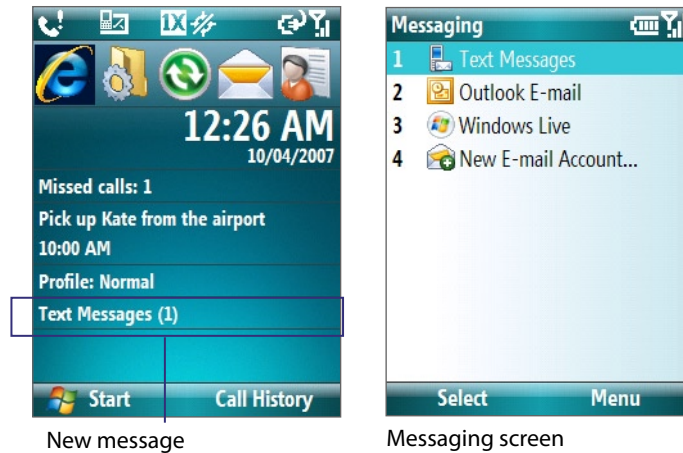 1X
12:26 AM
10/04/2007
Missed calls: 1
Pick up Kate from the airport
10:00 AM
Profile: Normal
Text Messages (1)
Start Call History
New message
Messaging
1 Text Messages
2 Outlook E-mail
3 Windows Live
4 New E-mail Account...
Select Menu
Messaging screen